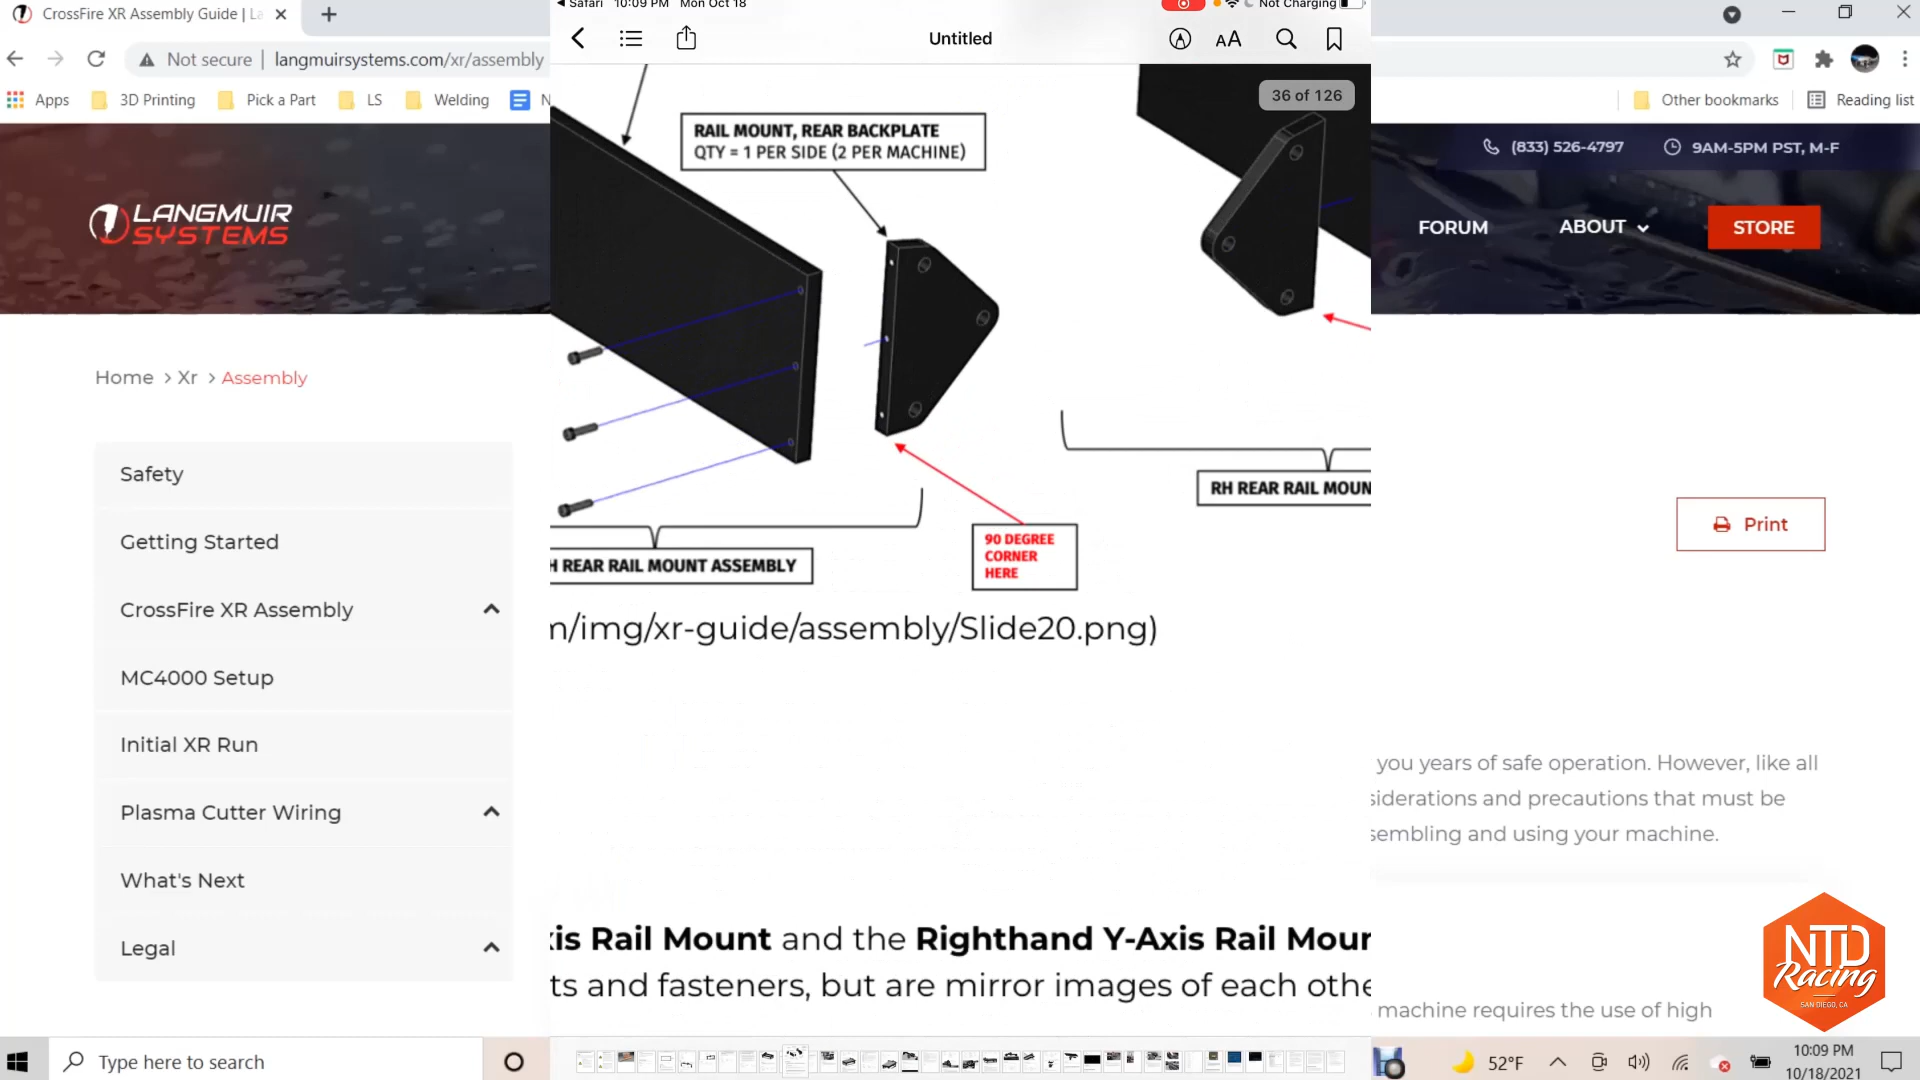 CrossFire XR Assembly Guide | La
Not secure | langmuirsystems.com/xr/assembly
Apps
3D Printing
Pick a Part
LS
Welding
N
Other bookmarks
Reading list
Safari 10:09 PM Mon Oct 18
Not Charging
Untitled
36 of 126
RAIL MOUNT, REAR BACKPLATE
QTY = 1 PER SIDE (2 PER MACHINE)
90 DEGREE
CORNER
HERE
H REAR RAIL MOUNT ASSEMBLY
RH REAR RAIL MOUN
m/img/xr-guide/assembly/Slide20.png)
xis Rail Mount and the Righthand Y-Axis Rail Moun
ts and fasteners, but are mirror images of each othe
LANGMUIR
SYSTEMS
(833) 526-4797
9AM-5PM PST, M-F
FORUM
ABOUT
STORE
Home > Xr > Assembly
Safety
Getting Started
CrossFire XR Assembly
MC4000 Setup
Initial XR Run
Plasma Cutter Wiring
What's Next
Legal
Print
you years of safe operation. However, like all
siderations and precautions that must be
sembling and using your machine.
machine requires the use of high
NTD
Racing
SAN DIEGO, CA
Type here to search
52°F
10:09 PM
10/18/2021